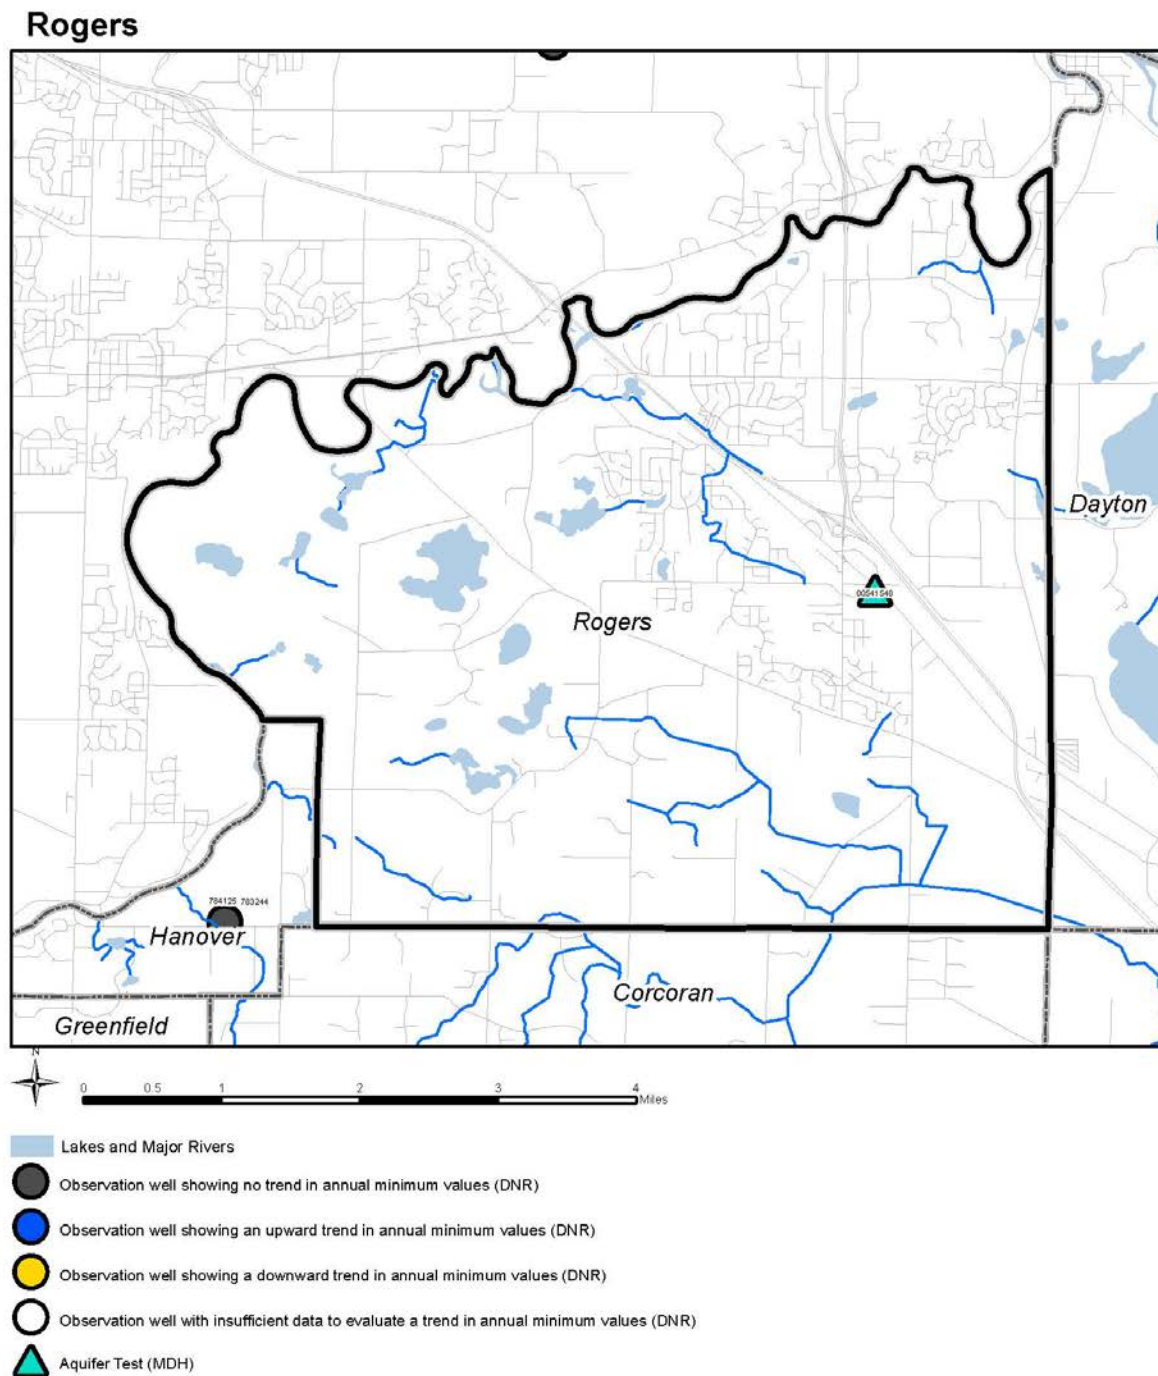 Rogers
Dayton
00541540
Rogers
784125 783244
Hanover
Corcoran
Greenfield
N
0 0.5 1 2 3 4
Miles
Lakes and Major Rivers
Observation well showing no trend in annual minimum values (DNR)
Observation well showing an upward trend in annual minimum values (DNR)
Observation well showing a downward trend in annual minimum values (DNR)
Observation well with insufficient data to evaluate a trend in annual minimum values (DNR)
Aquifer Test (MDH)